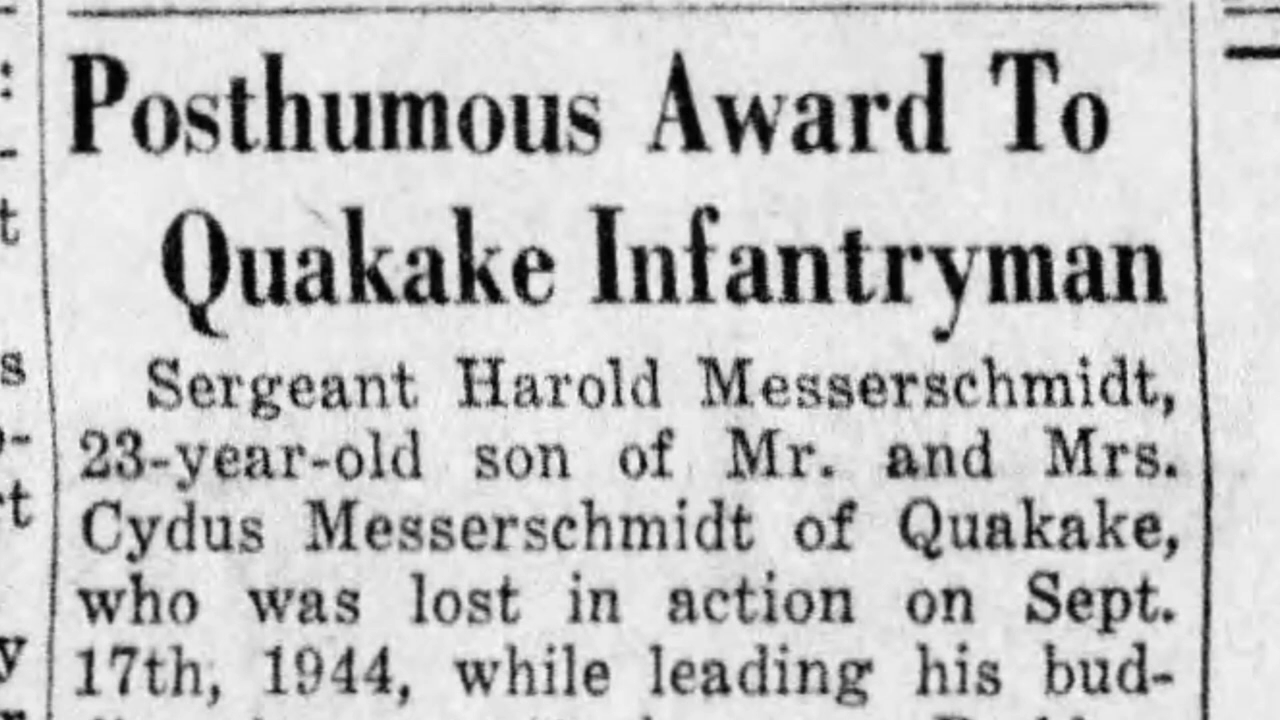 Posthumous Award To
Quakake Infantryman
Sergeant Harold Messerschmidt,
23-year-old son of Mr. and Mrs.
Cydus Messerschmidt of Quakake,
who was lost in action on Sept.
17th, 1944, while leading his bud-